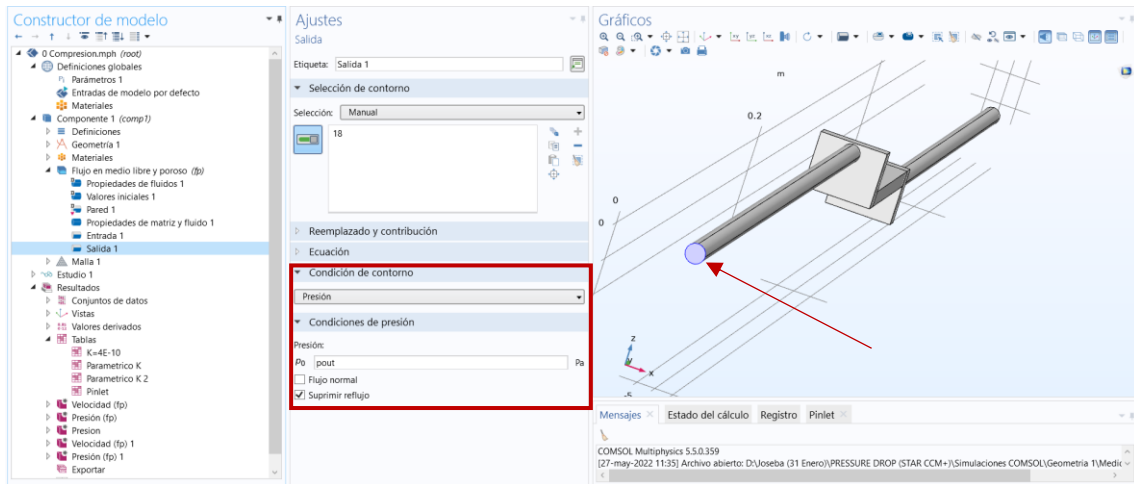 Constructor de modelo
0 Compresion.mph (root)
Definiciones globales
Pi Parámetros 1
Entradas de modelo por defecto
Materiales
Componente 1 (comp1)
Definiciones
Geometría 1
Materiales
Flujo en medio libre y poroso (fp)
Propiedades de fluidos 1
Valores iniciales 1
Pared 1
Propiedades de matriz y fluido 1
Entrada 1
Salida 1
Malla 1
Estudio 1
Resultados
Conjuntos de datos
Vistas
Valores derivados
Tablas
K=4E-10
Parametrico K
Parametrico K 2
Pinlet
Velocidad (fp)
Presión (fp)
Presion
Velocidad (fp) 1
Presión (fp) 1
Exportar
Ajustes
Salida
Etiqueta: Salida 1
Selección de contorno
Selección: Manual
18
Reemplazado y contribución
Ecuación
Condición de contorno
Presión
Condiciones de presión
Presión:
p0 pout Pa
Flujo normal
Suprimir reflujo
Gráficos
m
0.2
0
0
z
y
x
-5
Mensajes Estado del cálculo Registro Pinlet
COMSOL Multiphysics 5.5.0.359
[27-may-2022 11:35] Archivo abierto: D:\Joseba (31 Enero)\PRESSURE DROP (STAR CCM+)\Simulaciones COMSOL\Geometria 1\Medic